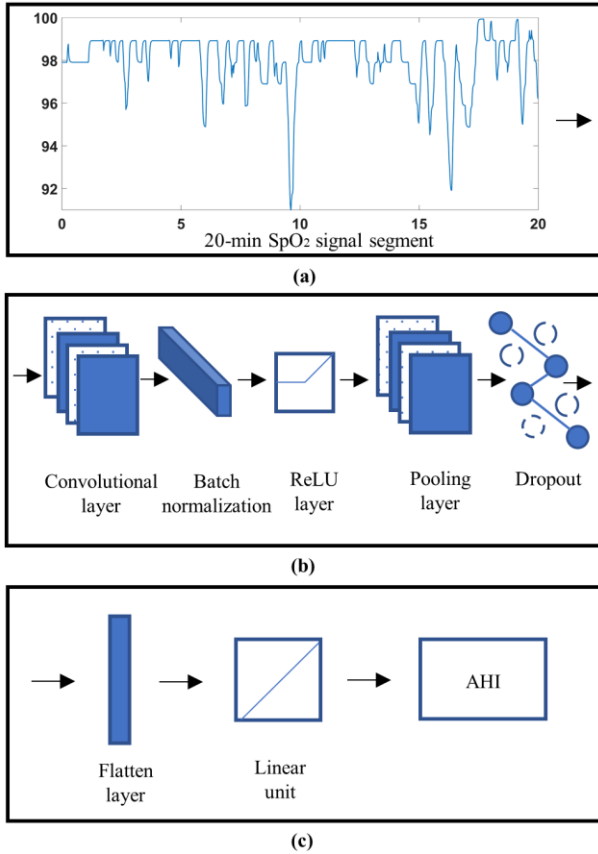 100
98
96
94
92
0
5
10
15
20
20-min SpO₂ signal segment
(a)
Convolutional
layer
Batch
normalization
ReLU
layer
Pooling
layer
Dropout
(b)
AHI
Flatten
layer
Linear
unit
(c)